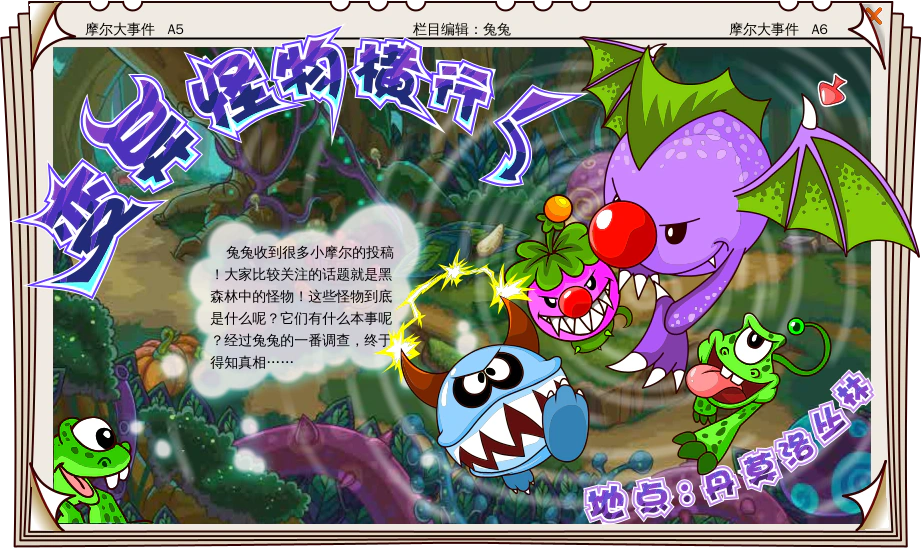 摩尔大事件 A5
栏目编辑：兔兔
摩尔大事件 A6
变异怪物横行
兔兔收到很多小摩尔的投稿
！大家比较关注的话题就是黑
森林中的怪物！这些怪物到底
是什么呢？它们有什么本事呢
？经过兔兔的一番调查，终于
得知真相……
地点：丹莫洛丛林